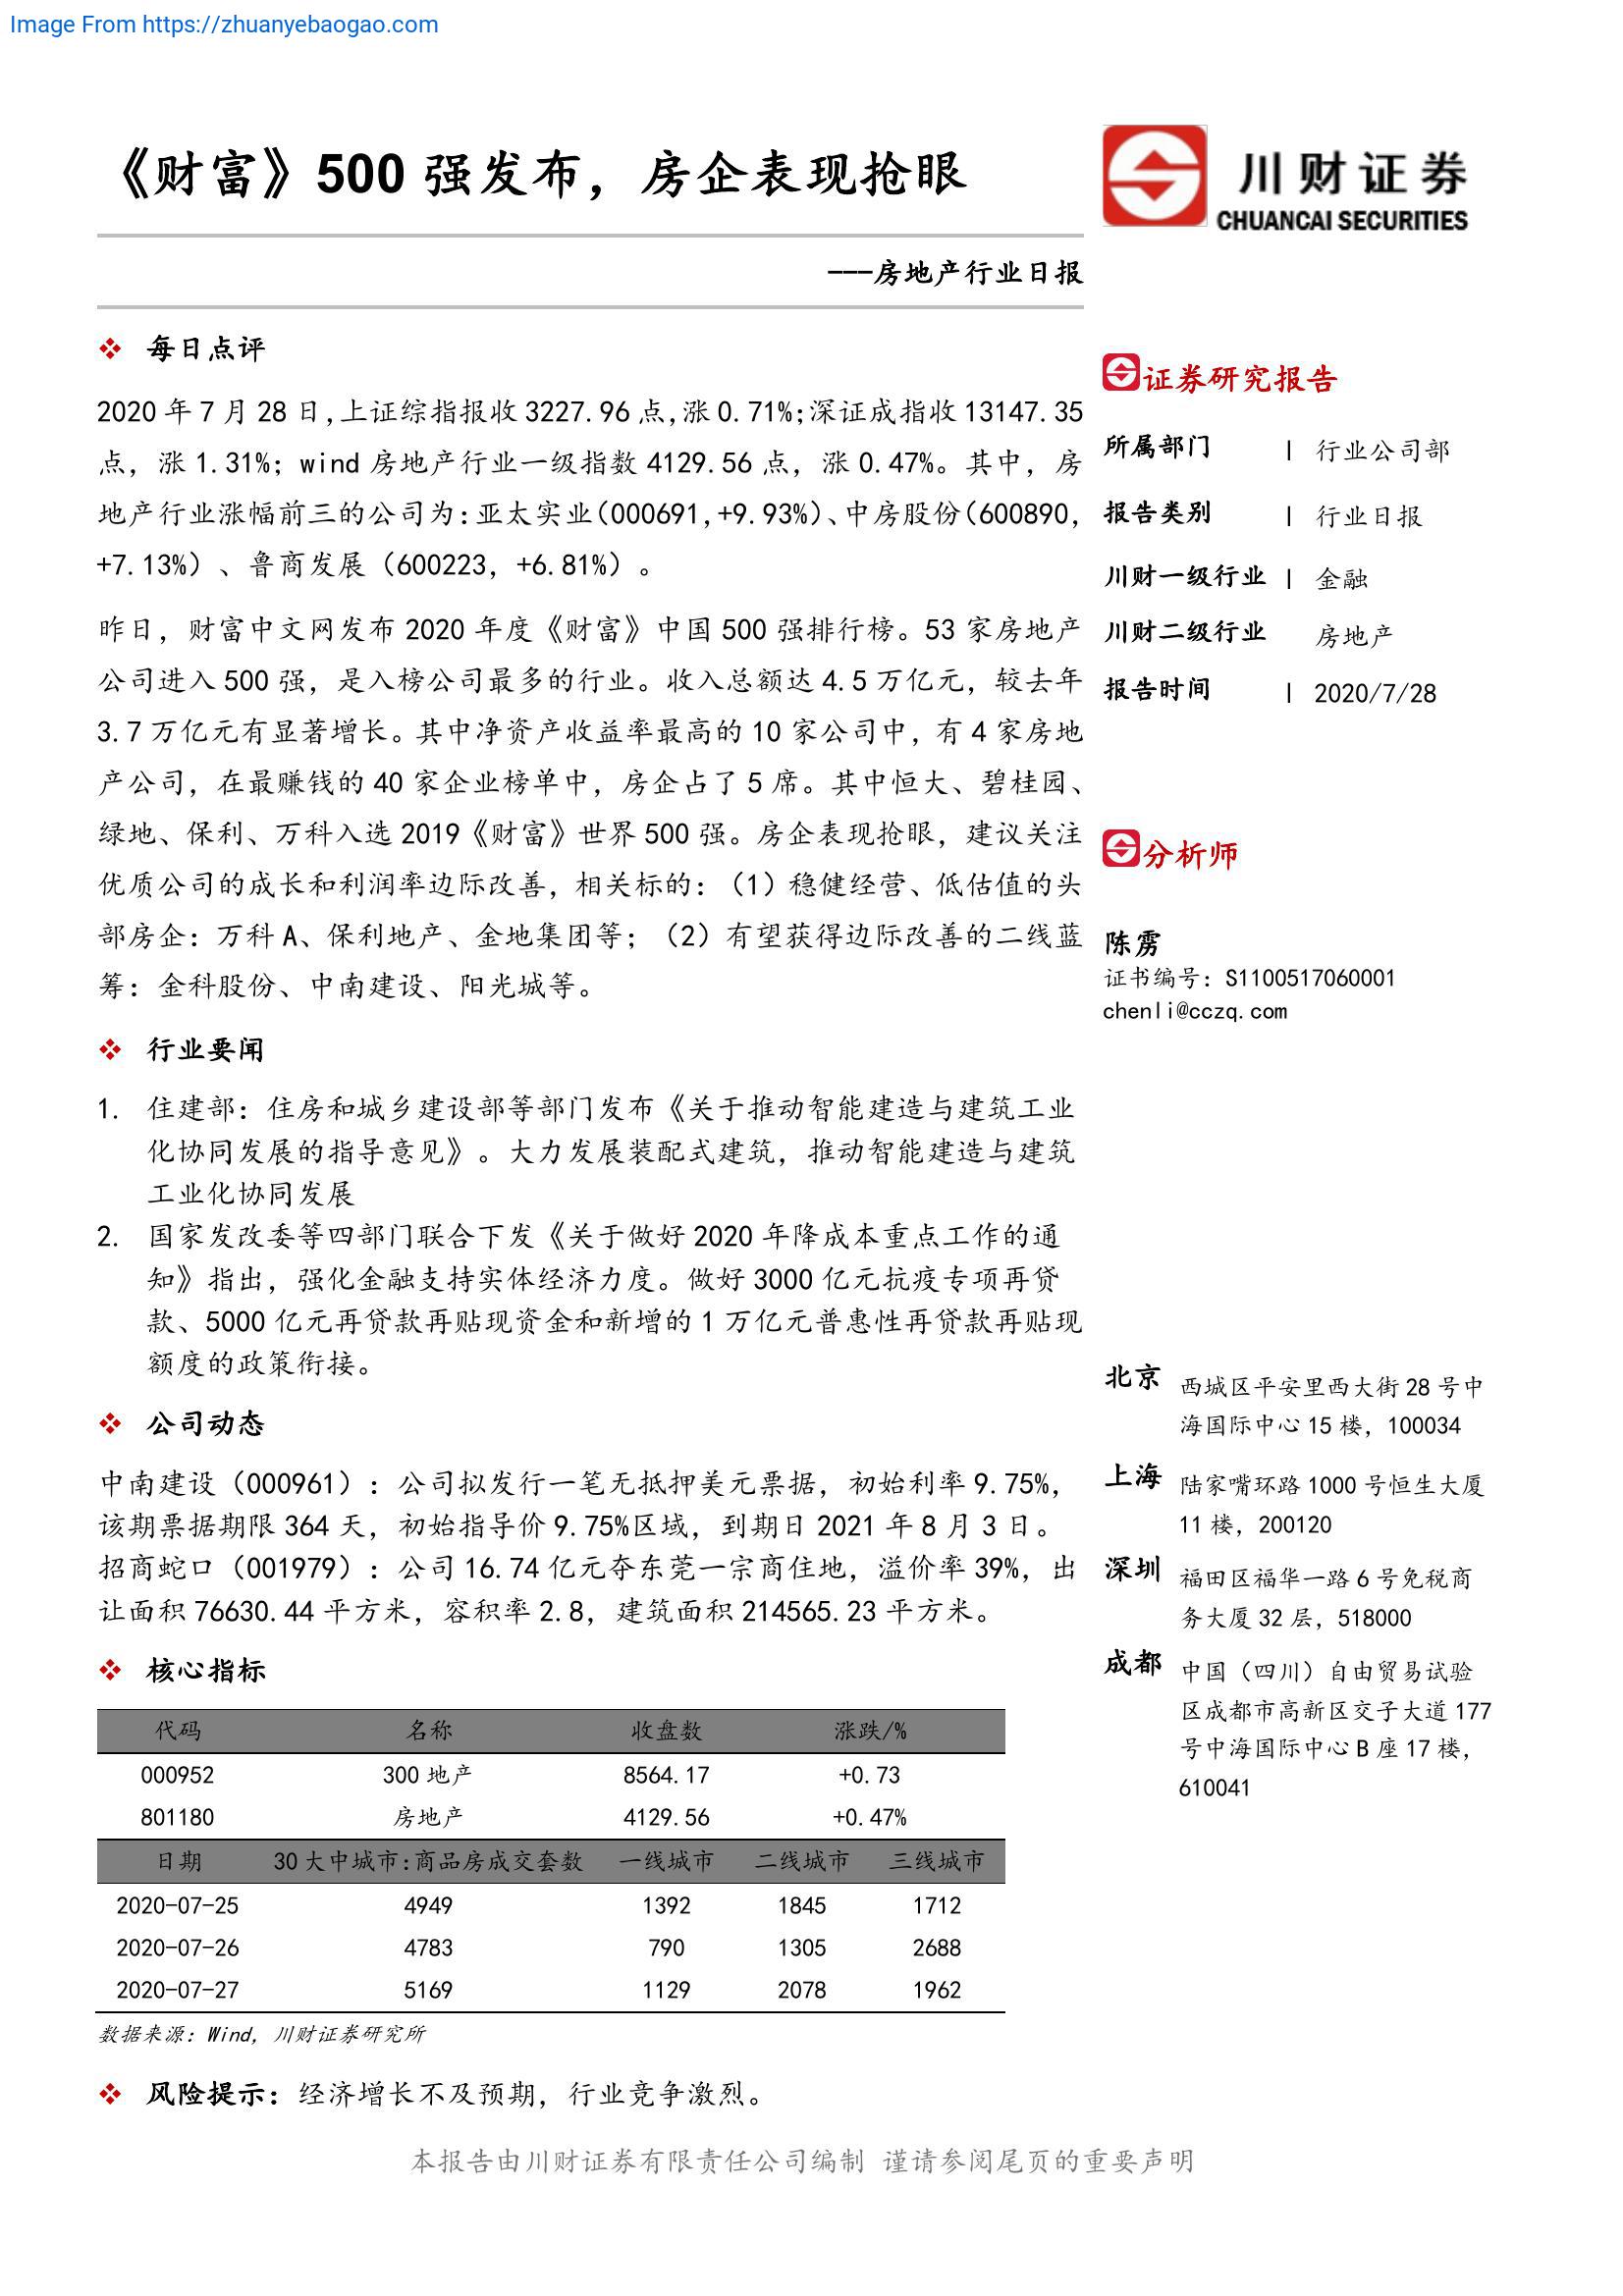 Image From https://zhuanyebaogao.com
《财富》500 强发布，房企表现抢眼
川财证券
CHUANCAI SECURITIES
---房地产行业日报
❖ 每日点评
2020 年 7 月 28 日,上证综指报收 3227.96 点,涨 0.71%;深证成指收 13147.35
点，涨 1.31%；wind 房地产行业一级指数 4129.56 点，涨 0.47%。其中，房
地产行业涨幅前三的公司为：亚太实业（000691,+9.93%）、中房股份（600890,
+7.13%）、鲁商发展（600223，+6.81%）。
昨日，财富中文网发布 2020 年度《财富》中国 500 强排行榜。53 家房地产
公司进入 500 强，是入榜公司最多的行业。收入总额达 4.5 万亿元，较去年
3.7 万亿元有显著增长。其中净资产收益率最高的 10 家公司中，有 4 家房地
产公司，在最赚钱的 40 家企业榜单中，房企占了 5 席。其中恒大、碧桂园、
绿地、保利、万科入选 2019《财富》世界 500 强。房企表现抢眼，建议关注
优质公司的成长和利润率边际改善，相关标的：（1）稳健经营、低估值的头
部房企：万科 A、保利地产、金地集团等；（2）有望获得边际改善的二线蓝
筹：金科股份、中南建设、阳光城等。
❖ 行业要闻
1. 住建部：住房和城乡建设部等部门发布《关于推动智能建造与建筑工业
化协同发展的指导意见》。大力发展装配式建筑，推动智能建造与建筑
工业化协同发展
2. 国家发改委等四部门联合下发《关于做好 2020 年降成本重点工作的通
知》指出，强化金融支持实体经济力度。做好 3000 亿元抗疫专项再贷
款、5000 亿元再贷款再贴现资金和新增的 1 万亿元普惠性再贷款再贴现
额度的政策衔接。
❖ 公司动态
中南建设（000961）：公司拟发行一笔无抵押美元票据，初始利率 9.75%，
该期票据期限 364 天，初始指导价 9.75%区域，到期日 2021 年 8 月 3 日。
招商蛇口（001979）：公司 16.74 亿元夺东莞一宗商住地，溢价率 39%，出
让面积 76630.44 平方米，容积率 2.8，建筑面积 214565.23 平方米。
❖ 核心指标
代码 名称 收盘数 涨跌/%
000952 300 地产 8564.17 +0.73
801180 房地产 4129.56 +0.47%
日期 30 大中城市:商品房成交套数 一线城市 二线城市 三线城市
2020-07-25 4949 1392 1845 1712
2020-07-26 4783 790 1305 2688
2020-07-27 5169 1129 2078 1962
数据来源：Wind，川财证券研究所
❖ 风险提示：经济增长不及预期，行业竞争激烈。
证券研究报告
所属部门 | 行业公司部
报告类别 | 行业日报
川财一级行业 | 金融
川财二级行业 房地产
报告时间 | 2020/7/28
分析师
陈雳
证书编号：S1100517060001
chenli@cczq.com
北京 西城区平安里西大街 28 号中
海国际中心 15 楼，100034
上海 陆家嘴环路 1000 号恒生大厦
11 楼，200120
深圳 福田区福华一路 6 号免税商
务大厦 32 层，518000
成都 中国（四川）自由贸易试验
区成都市高新区交子大道 177
号中海国际中心 B 座 17 楼，
610041
本报告由川财证券有限责任公司编制 谨请参阅尾页的重要声明